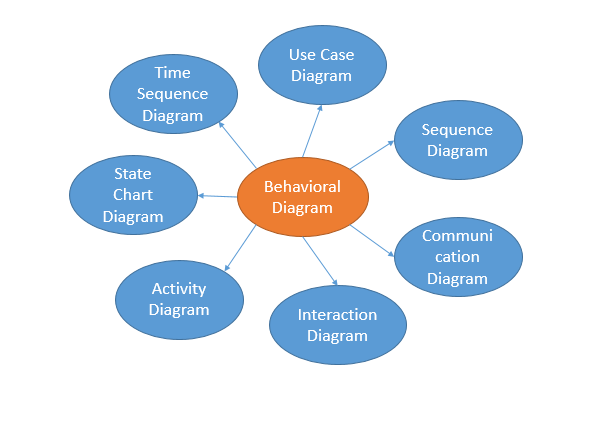 Use Case
Diagram
Time
Sequence
Diagram
Sequence
Diagram
State
Chart
Diagram
Behavioral
Diagram
Communi
cation
Diagram
Activity
Diagram
Interaction
Diagram